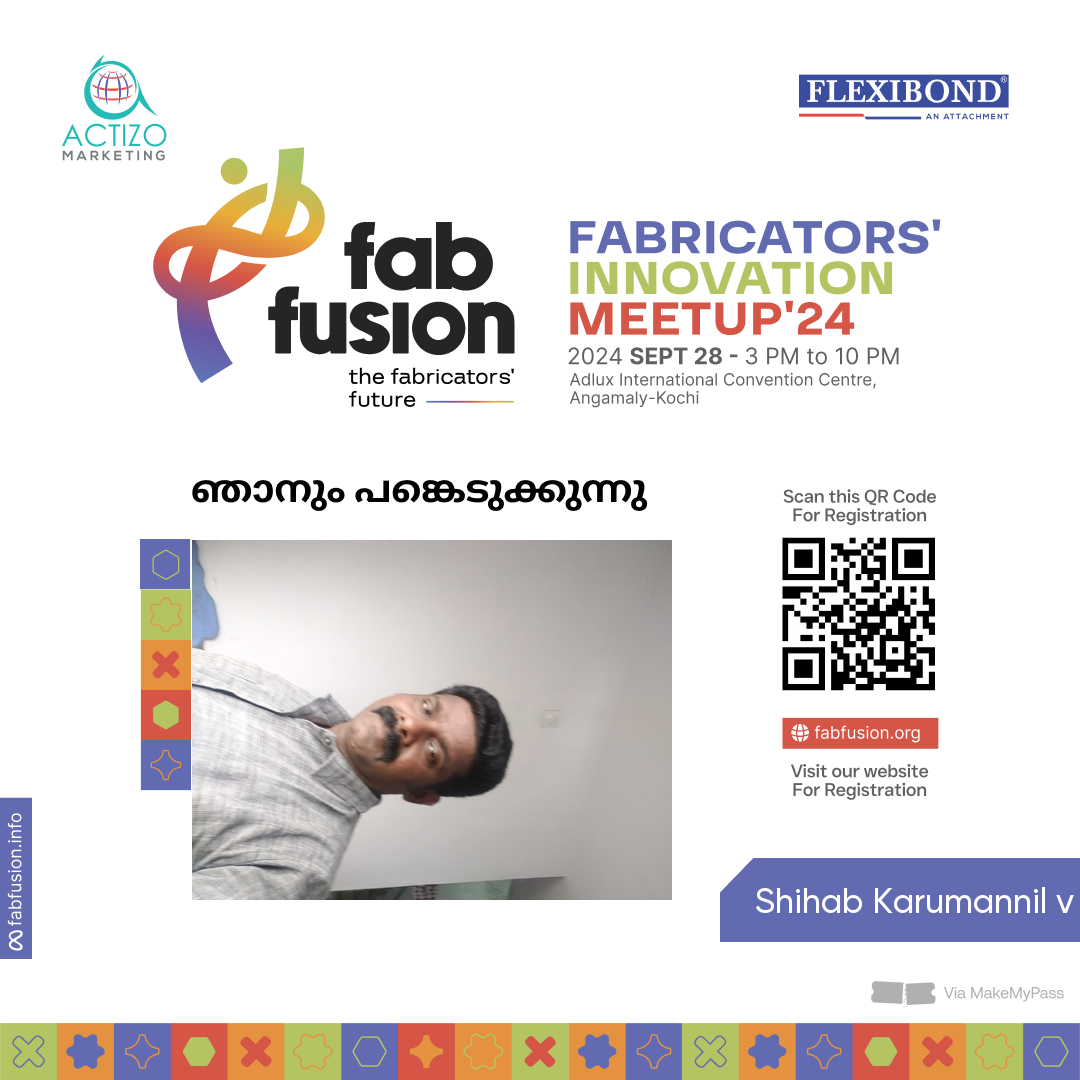 ACTIZO
MARKETING
FLEXIBOND®
AN ATTACHMENT
fab
fusion
the fabricators'
future
FABRICATORS'
INNOVATION
MEETUP'24
2024 SEPT 28 - 3 PM to 10 PM
Adlux International Convention Centre,
Angamaly-Kochi
ഞാനും പങ്കെടുക്കുന്നു
Scan this QR Code
For Registration
fabfusion.org
Visit our website
For Registration
fabfusion.info
Shihab Karumannil v
Via MakeMyPass